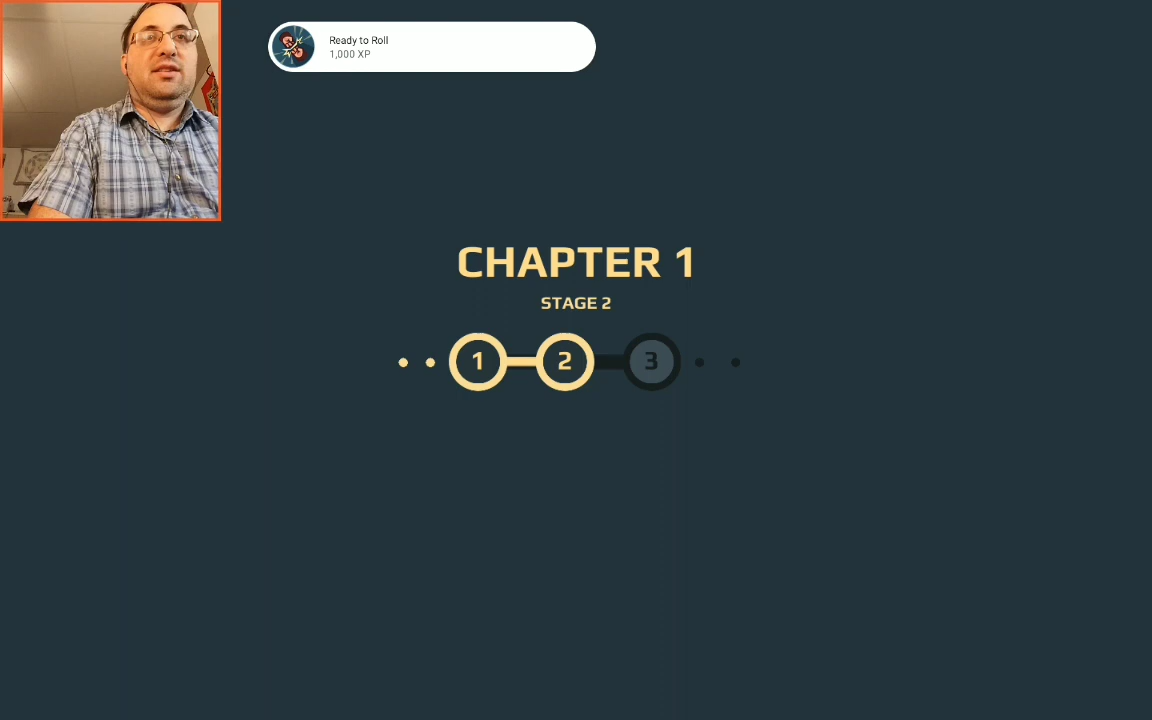 Ready to Roll
1,000 XP
CHAPTER 1
STAGE 2
1 2 3